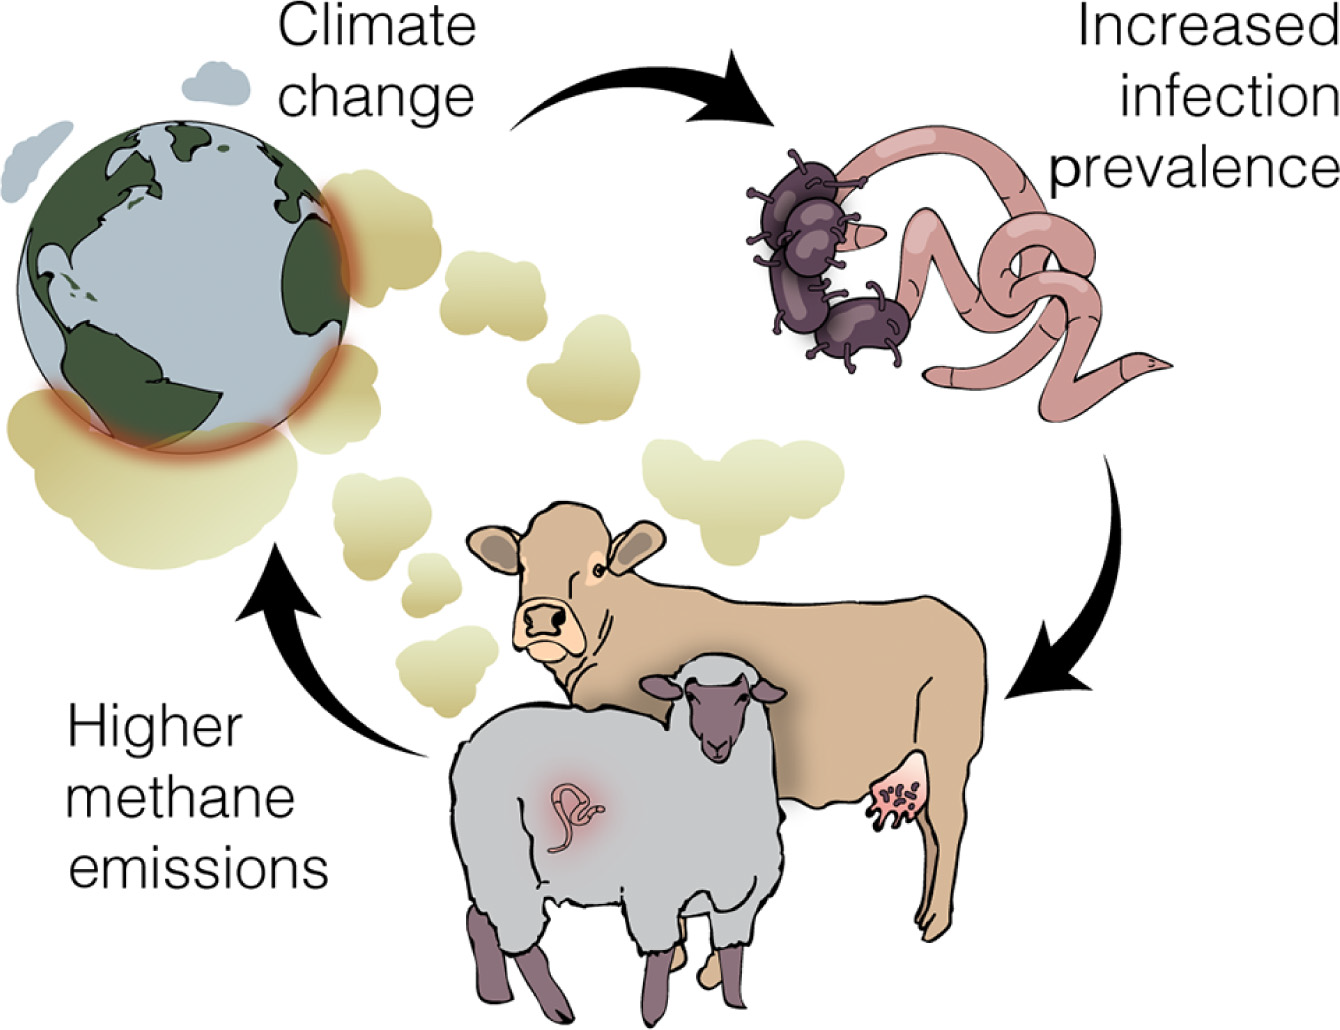 Climate
change
Increased
infection
prevalence
Higher
methane
emissions